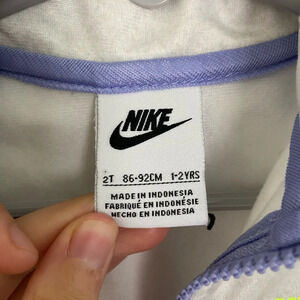 NIKE
2T 86-92CM 1-2YRS
MADE IN INDONESIA
FABRIQUÉ EN INDONÉSIE
HECHO EN INDONESIA